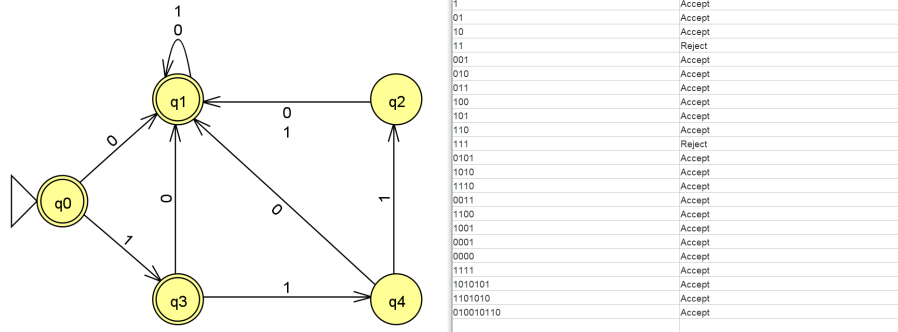 1
0
q1
q2
0
1
0
q0
0
0
1
1
q3
1
q4
1 Accept
01 Accept
10 Accept
11 Reject
001 Accept
010 Accept
011 Accept
100 Accept
101 Accept
110 Accept
111 Reject
0101 Accept
1010 Accept
1110 Accept
0011 Accept
1100 Accept
1001 Accept
0001 Accept
0000 Accept
1111 Accept
1010101 Accept
1101010 Accept
010010110 Accept